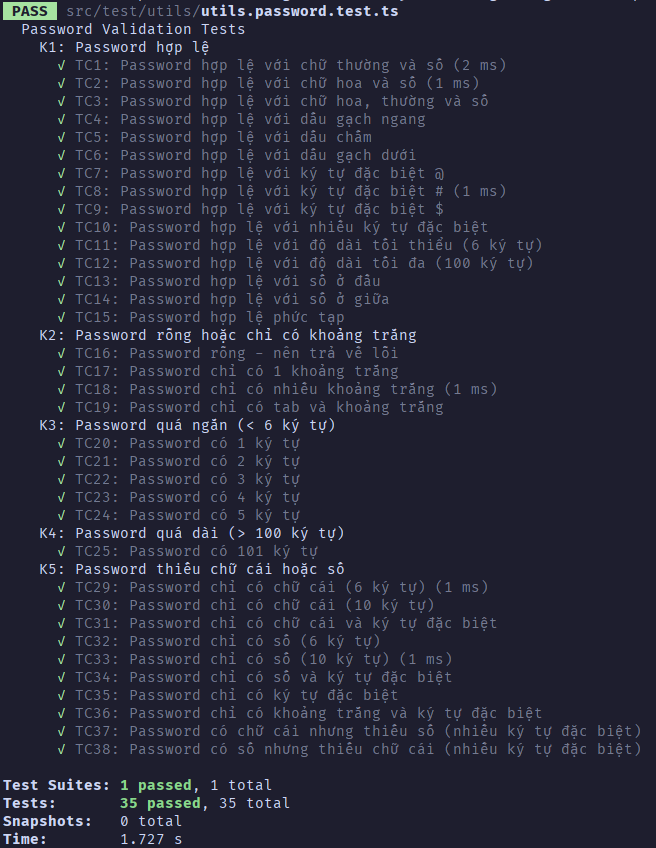 PASS src/test/utils/utils.password.test.ts
Password Validation Tests
K1: Password hợp lệ
√ TC1: Password hợp lệ với chữ thường và số (2 ms)
√ TC2: Password hợp lệ với chữ hoa và số (1 ms)
√ TC3: Password hợp lệ với chữ hoa, thường và số
√ TC4: Password hợp lệ với dấu gạch ngang
√ TC5: Password hợp lệ với dấu chấm
√ TC6: Password hợp lệ với dấu gạch dưới
√ TC7: Password hợp lệ với ký tự đặc biệt @
√ TC8: Password hợp lệ với ký tự đặc biệt # (1 ms)
√ TC9: Password hợp lệ với ký tự đặc biệt $
√ TC10: Password hợp lệ với nhiều ký tự đặc biệt
√ TC11: Password hợp lệ với độ dài tối thiểu (6 ký tự)
√ TC12: Password hợp lệ với độ dài tối đa (100 ký tự)
√ TC13: Password hợp lệ với số ở đầu
√ TC14: Password hợp lệ với số ở giữa
√ TC15: Password hợp lệ phức tạp
K2: Password rỗng hoặc chỉ có khoảng trắng
√ TC16: Password rỗng - nên trả về lỗi
√ TC17: Password chỉ có 1 khoảng trắng
√ TC18: Password chỉ có nhiều khoảng trắng (1 ms)
√ TC19: Password chỉ có tab và khoảng trắng
K3: Password quá ngắn (< 6 ký tự)
√ TC20: Password có 1 ký tự
√ TC21: Password có 2 ký tự
√ TC22: Password có 3 ký tự
√ TC23: Password có 4 ký tự
√ TC24: Password có 5 ký tự
K4: Password quá dài (> 100 ký tự)
√ TC25: Password có 101 ký tự
K5: Password thiếu chữ cái hoặc số
√ TC29: Password chỉ có chữ cái (6 ký tự) (1 ms)
√ TC30: Password chỉ có chữ cái (10 ký tự)
√ TC31: Password chỉ có chữ cái và ký tự đặc biệt
√ TC32: Password chỉ có số (6 ký tự)
√ TC33: Password chỉ có số (10 ký tự) (1 ms)
√ TC34: Password chỉ có số và ký tự đặc biệt
√ TC35: Password chỉ có ký tự đặc biệt
√ TC36: Password chỉ có khoảng trắng và ký tự đặc biệt
√ TC37: Password có chữ cái nhưng thiếu số (nhiều ký tự đặc biệt)
√ TC38: Password có số nhưng thiếu chữ cái (nhiều ký tự đặc biệt)
Test Suites: 1 passed, 1 total
Tests: 35 passed, 35 total
Snapshots: 0 total
Time: 1.727 s